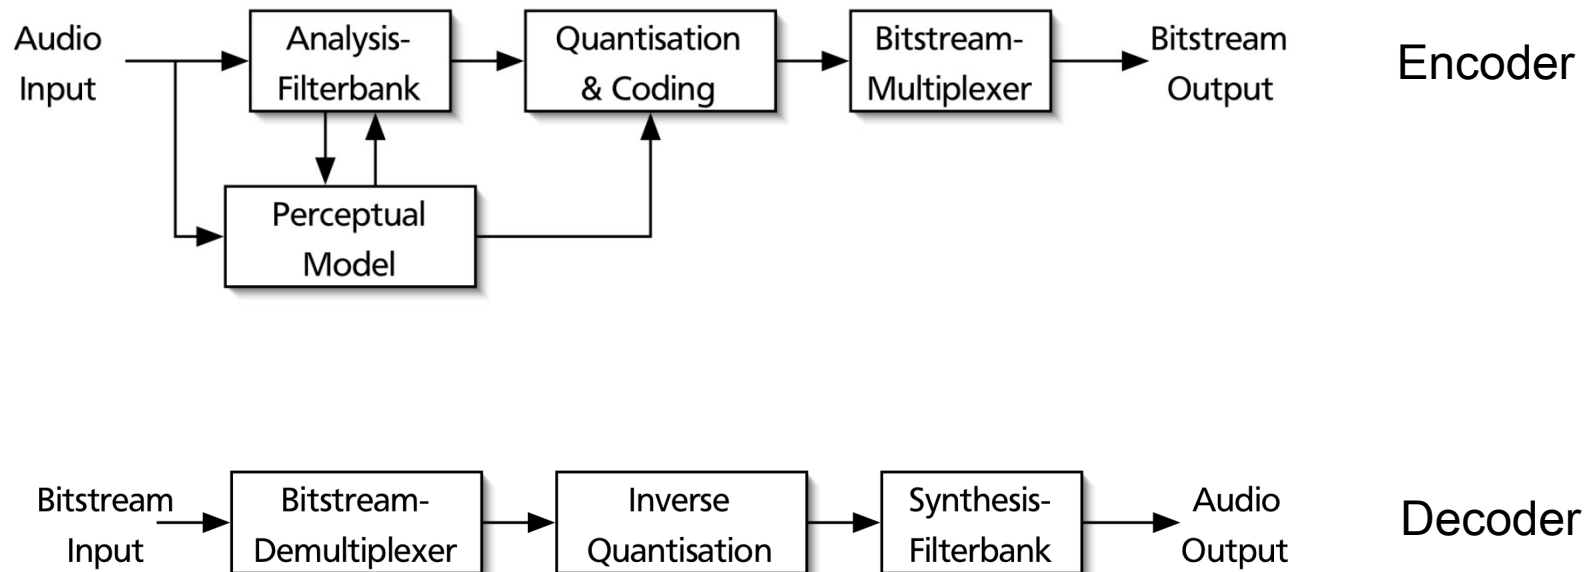 Audio
Input
Analysis-
Filterbank
Quantisation
& Coding
Bitstream-
Multiplexer
Bitstream
Output
Encoder
Perceptual
Model
Bitstream
Input
Bitstream-
Demultiplexer
Inverse
Quantisation
Synthesis-
Filterbank
Audio
Output
Decoder